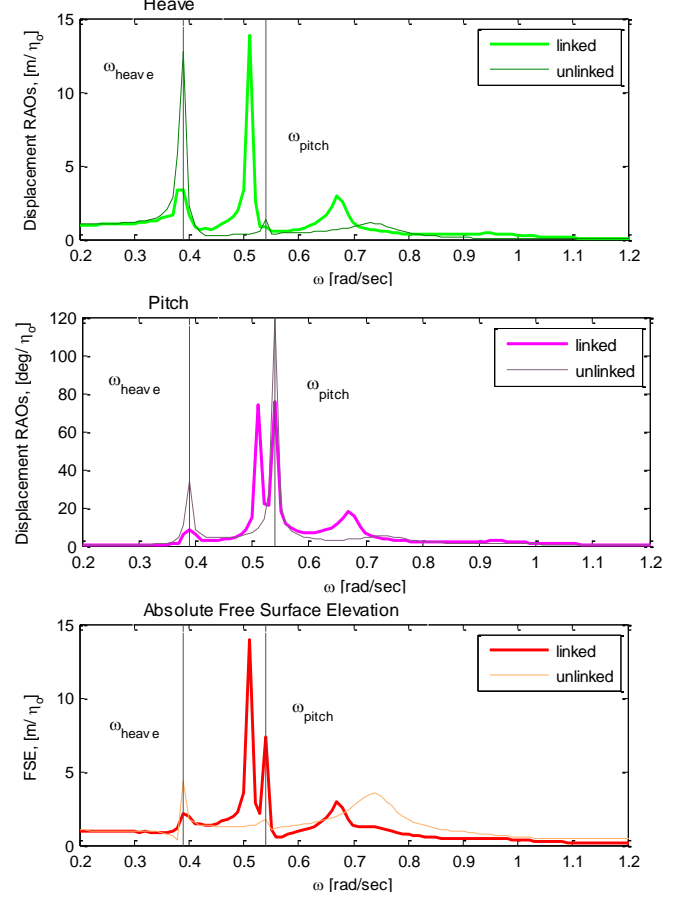 Heave
Displacement RAOs, [m/ ηo]
15
10
5
0
ωheave
ωpitch
linked
unlinked
0.2 0.3 0.4 0.5 0.6 0.7 0.8 0.9 1 1.1 1.2
ω [rad/sec]
Pitch
Displacement RAOs, [deg/ ηo]
120
100
80
60
40
20
0
ωheave
ωpitch
linked
unlinked
0.2 0.3 0.4 0.5 0.6 0.7 0.8 0.9 1 1.1 1.2
ω [rad/sec]
Absolute Free Surface Elevation
FSE, [m/ ηo]
15
10
5
0
ωheave
ωpitch
linked
unlinked
0.2 0.3 0.4 0.5 0.6 0.7 0.8 0.9 1 1.1 1.2
ω [rad/sec]